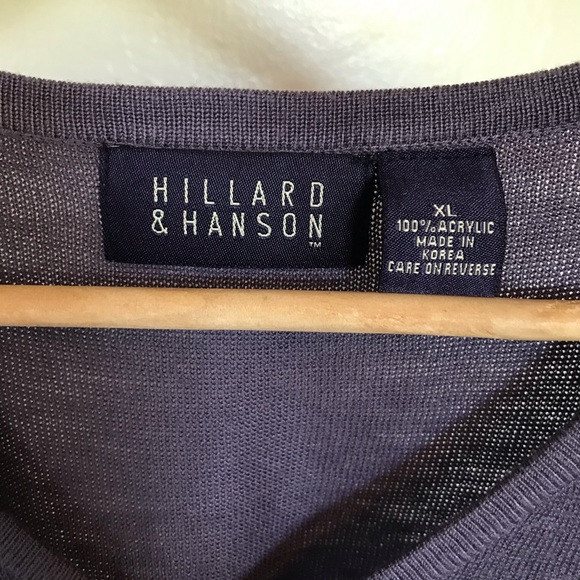 HILLARD
& HANSON
™
XL
100% ACRYLIC
MADE IN
KOREA
CARE ON REVERSE